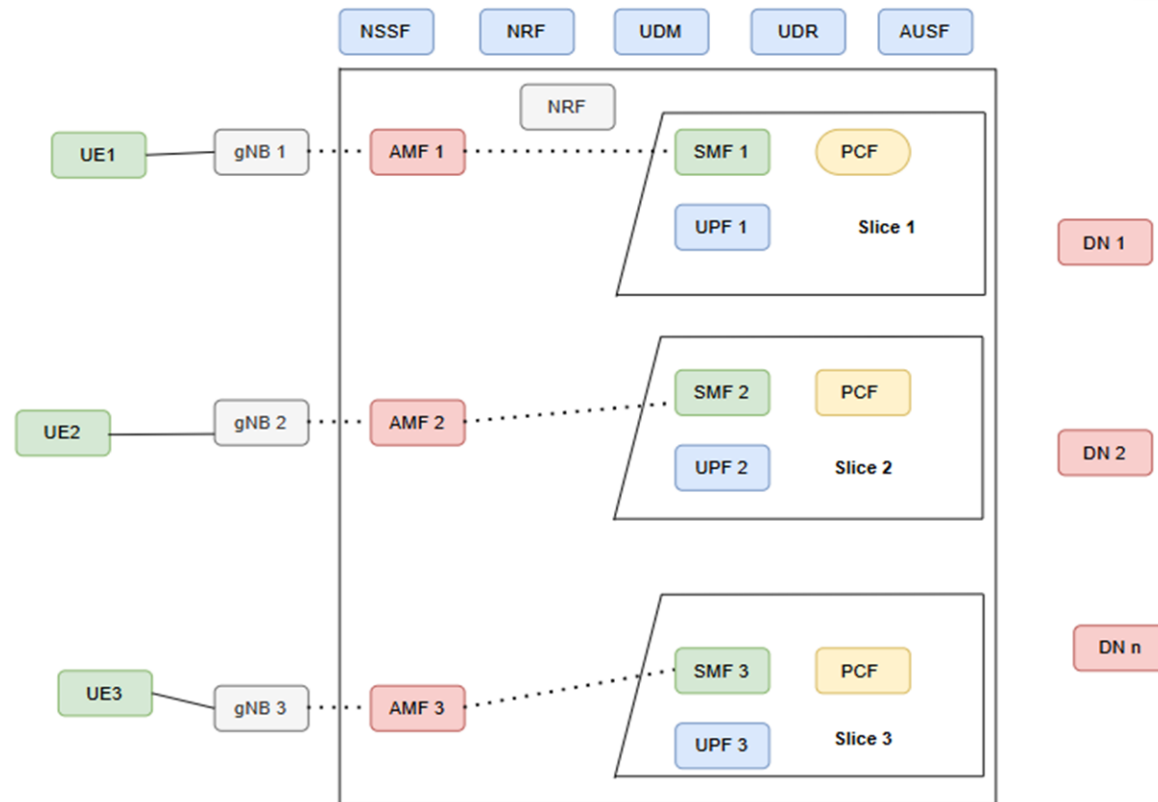 NSSF
NRF
UDM
UDR
AUSF
NRF
UE1
gNB 1
AMF 1
SMF 1
PCF
UPF 1
Slice 1
DN 1
UE2
gNB 2
AMF 2
SMF 2
PCF
UPF 2
Slice 2
DN 2
UE3
gNB 3
AMF 3
SMF 3
PCF
UPF 3
Slice 3
DN n